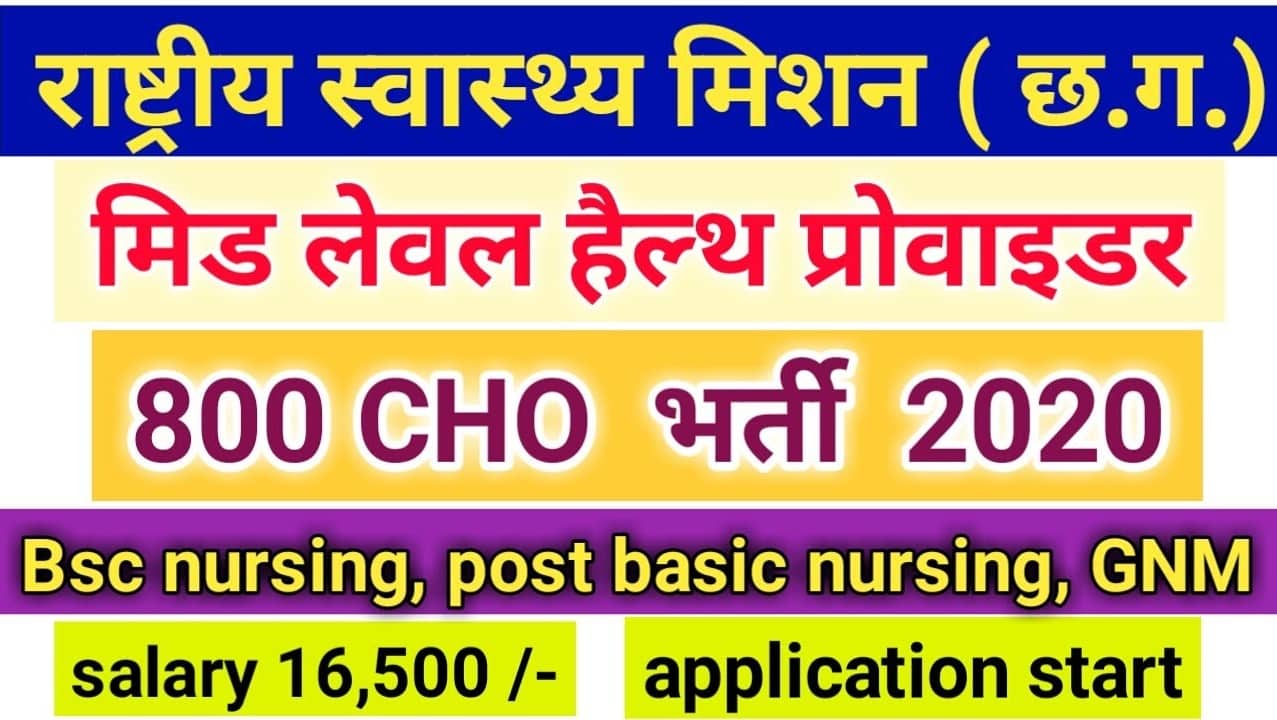 राष्ट्रीय स्वास्थ्य मिशन ( छ.ग.)
मिड लेवल हैल्थ प्रोवाइडर
800 CHO भर्ती 2020
Bsc nursing, post basic nursing, GNM
salary 16,500 /- application start